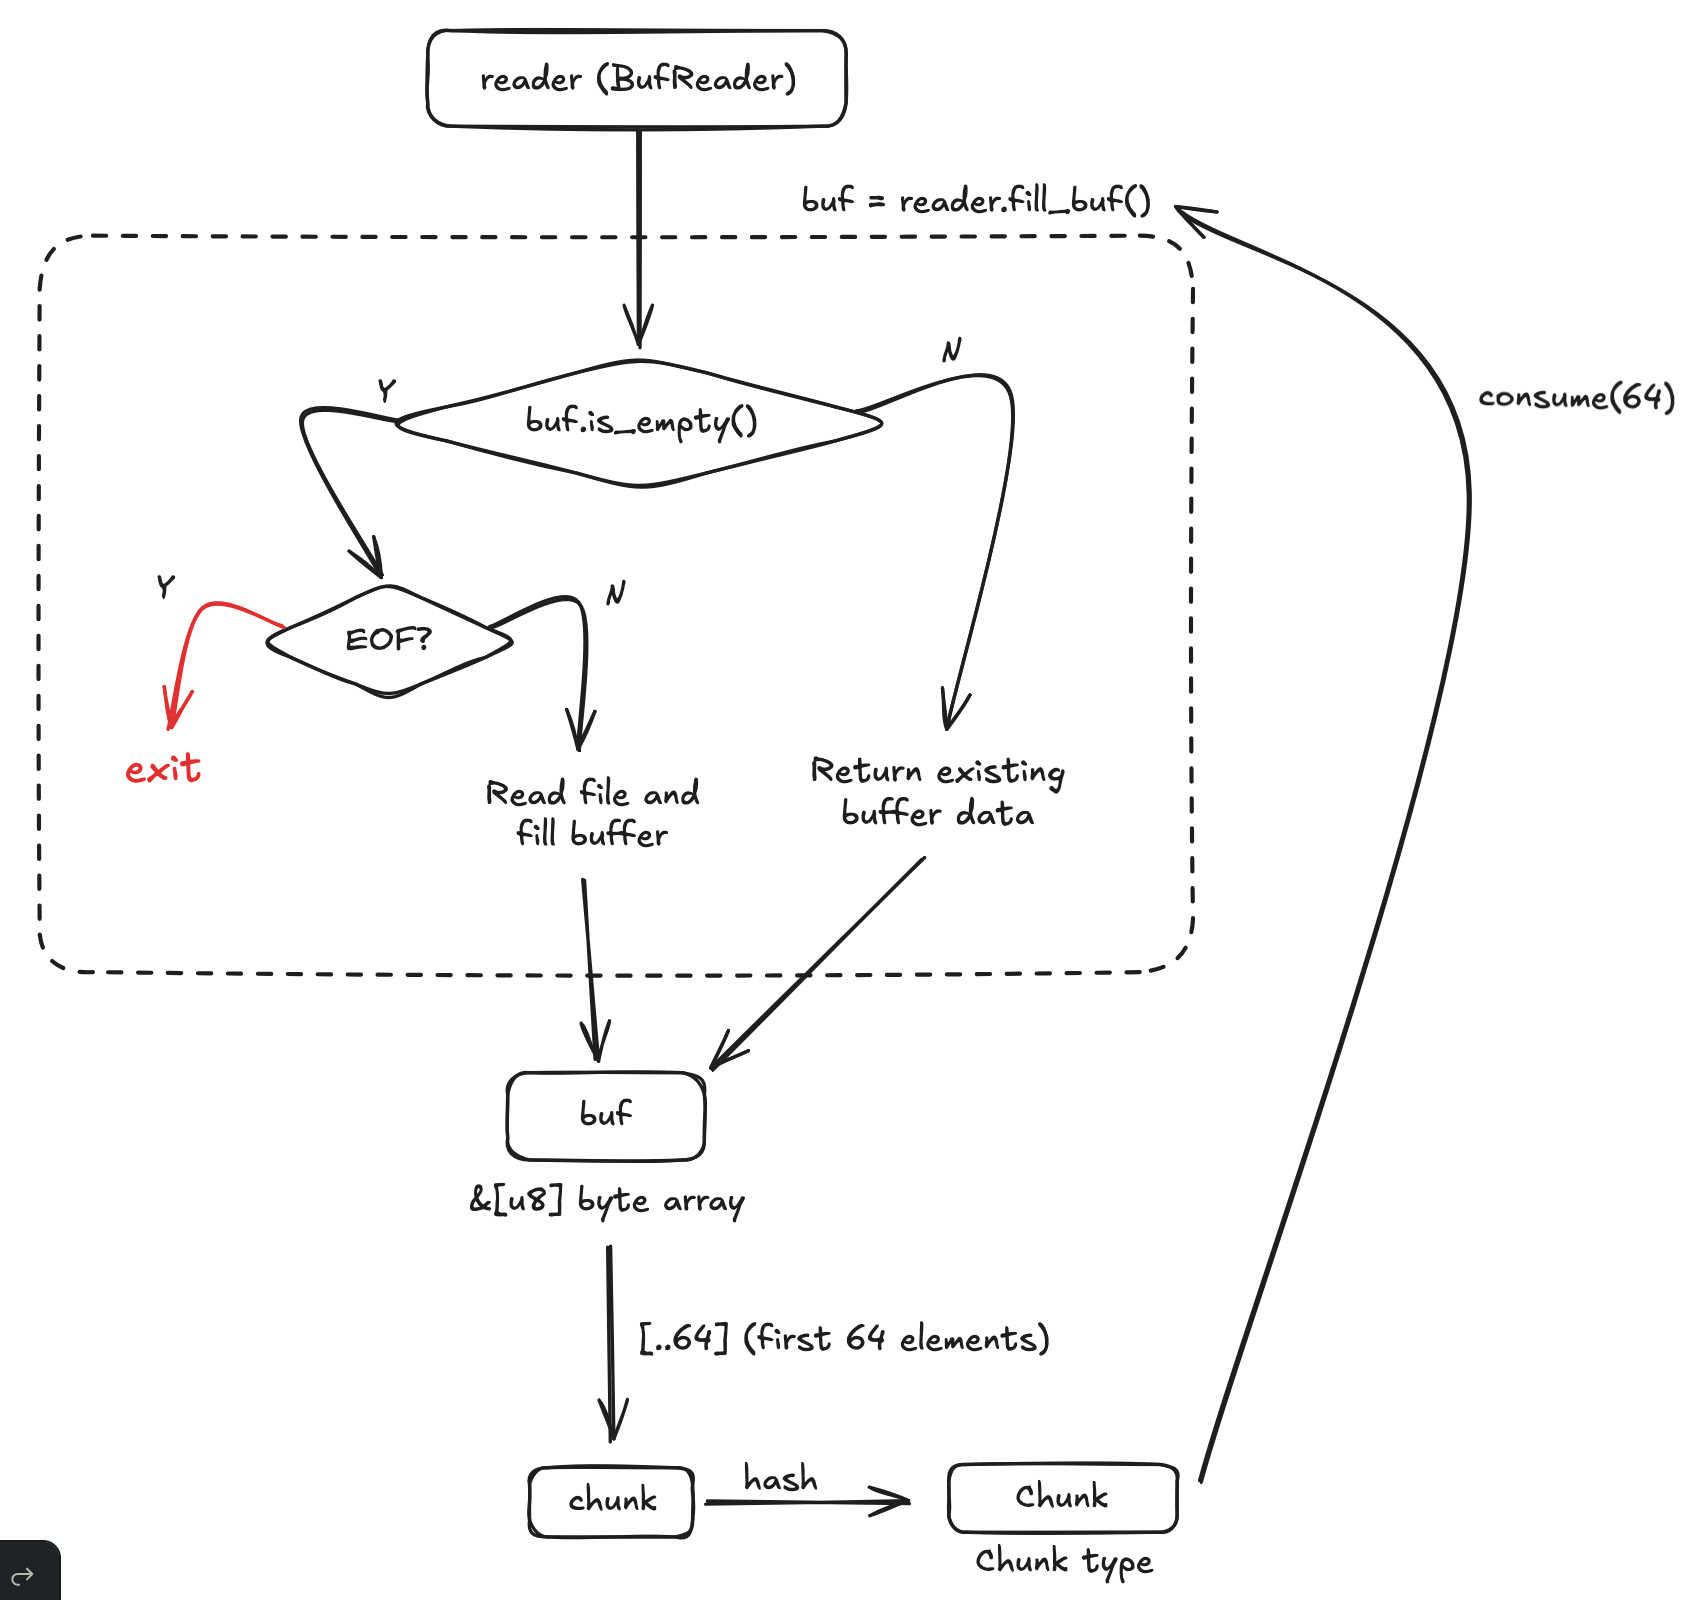 reader (BufReader)
buf = reader.fill_buf()
N
Y
buf.is_empty()
consume(64)
Y
N
EOF?
exit
Return existing
buffer data
Read file and
fill buffer
buf
&[u8] byte array
[..64] (first 64 elements)
hash
chunk
Chunk
Chunk type